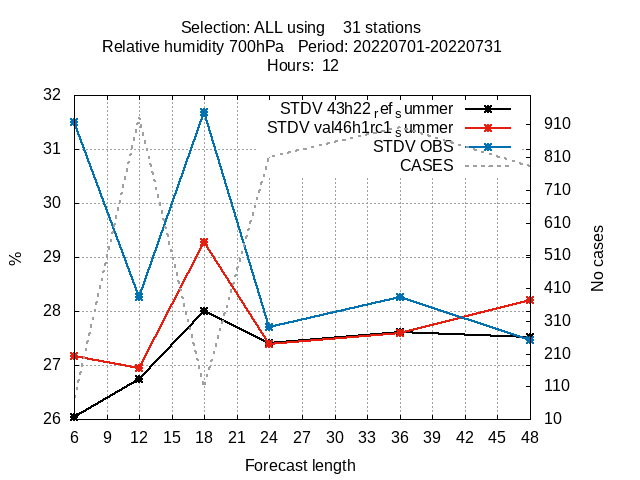 Selection: ALL using 31 stations
Relative humidity 700hPa Period: 20220701-20220731
Hours: 12
STDV 43h22refsummer
STDV val46h1rc1summer
STDV OBS
CASES
32
31
30
29
28
27
26
%
910
810
710
610
510
410
310
210
110
10
No cases
6 9 12 15 18 21 24 27 30 33 36 39 42 45 48
Forecast length